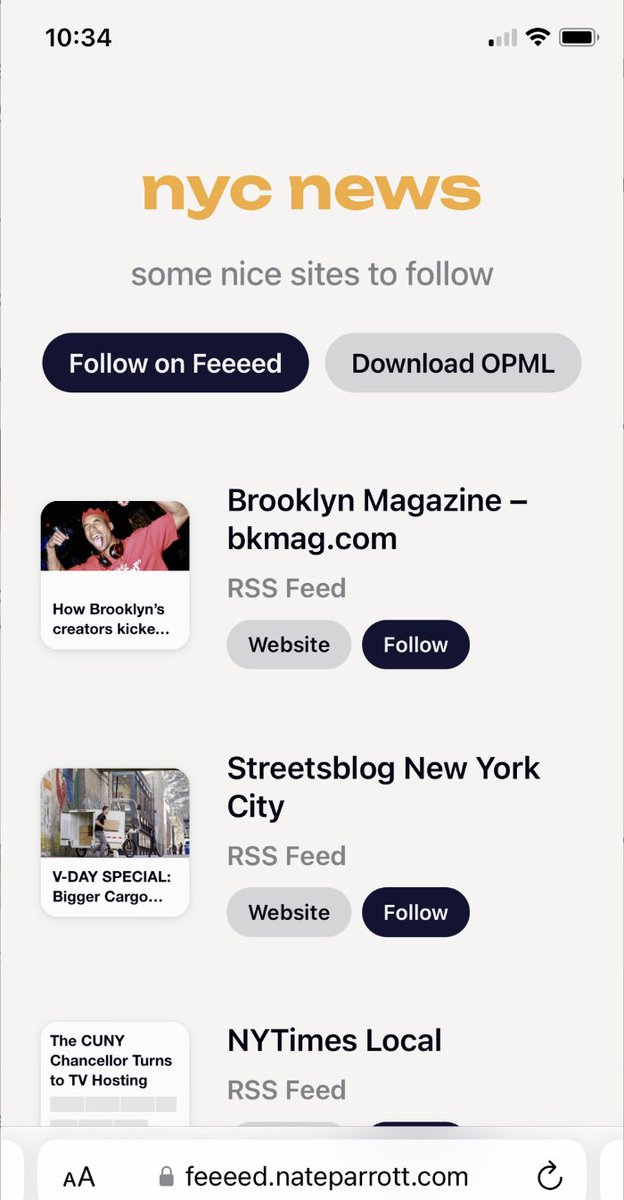 10:34
nyc news
some nice sites to follow
Follow on Feeeed
Download OPML
Brooklyn Magazine –
bkmag.com
RSS Feed
How Brooklyn's
creators kicke...
Website
Follow
Streetsblog New York
City
RSS Feed
V-DAY SPECIAL:
Bigger Cargo...
Website
Follow
The CUNY
Chancellor Turns
to TV Hosting
NYTimes Local
RSS Feed
AA
feeeed.nateparrott.com